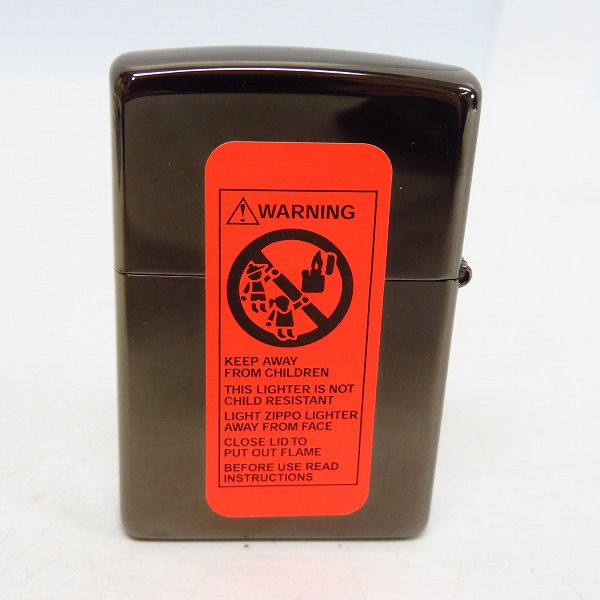 WARNING
KEEP AWAY
FROM CHILDREN
THIS LIGHTER IS NOT
CHILD RESISTANT
LIGHT ZIPPO LIGHTER
AWAY FROM FACE
CLOSE LID TO
PUT OUT FLAME
BEFORE USE READ
INSTRUCTIONS